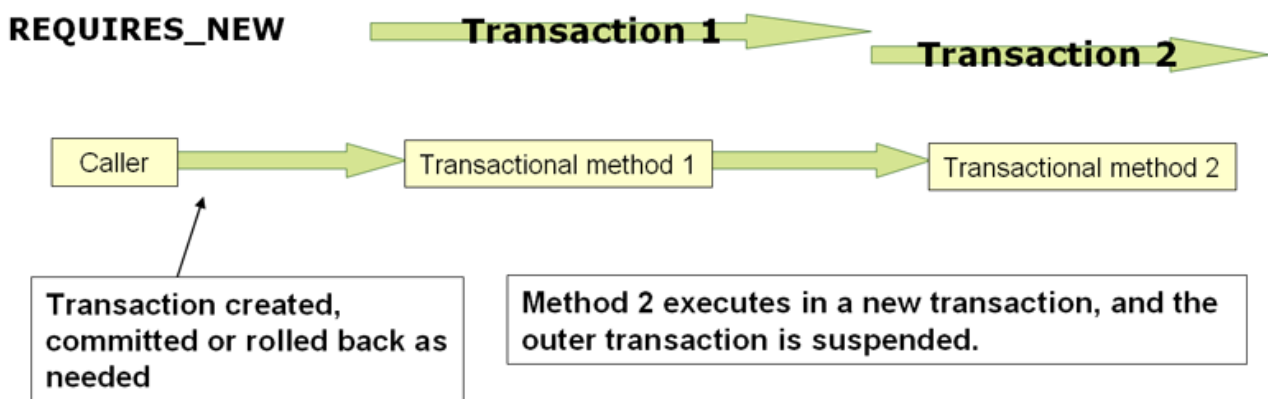 REQUIRES_NEW
Transaction 1
Transaction 2
Caller
Transactional method 1
Transactional method 2
Transaction created,
committed or rolled back as
needed
Method 2 executes in a new transaction, and the
outer transaction is suspended.